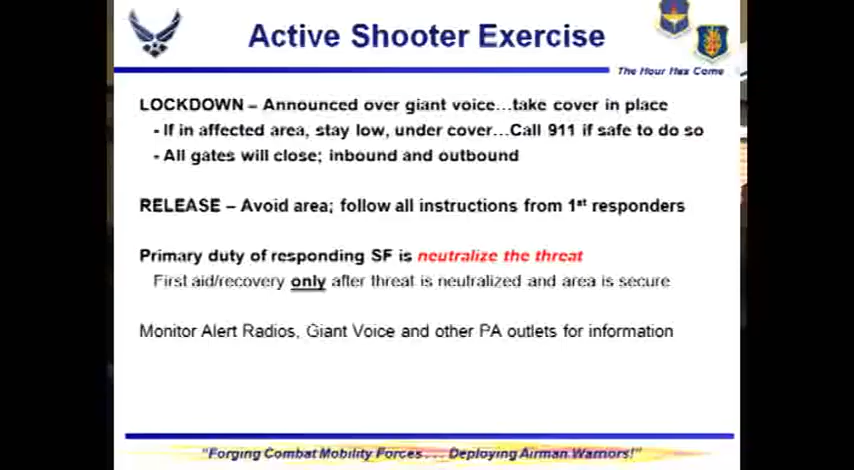 Active Shooter Exercise
The Hour Has Come
LOCKDOWN – Announced over giant voice…take cover in place
- If in affected area, stay low, under cover…Call 911 if safe to do so
- All gates will close; inbound and outbound
RELEASE – Avoid area; follow all instructions from 1st responders
Primary duty of responding SF is neutralize the threat
First aid/recovery only after threat is neutralized and area is secure
Monitor Alert Radios, Giant Voice and other PA outlets for information
"Forging Combat Mobility Forces . . . Deploying Airman Warriors!"